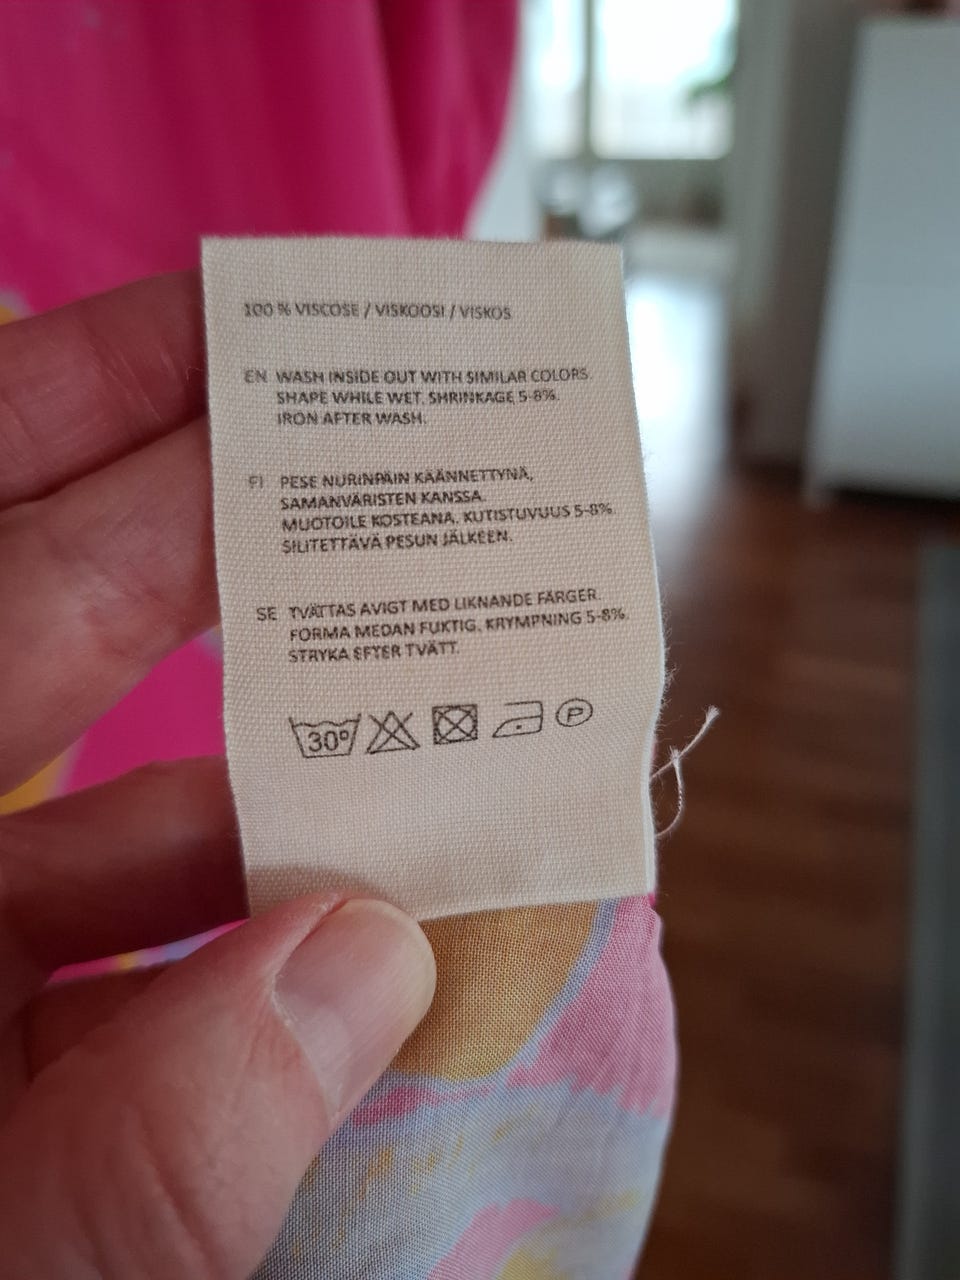 100 % VISCOSE / VISKOOSI / VISKOS
EN WASH INSIDE OUT WITH SIMILAR COLORS.
SHAPE WHILE WET. SHRINKAGE 5-8%.
IRON AFTER WASH.
FI PESE NURINPÄIN KÄÄNNETTYNÄ,
SAMANVÄRISTEN KANSSA.
MUOTOILE KOSTEANA. KUTISTUVUUS 5-8%.
SILITETTÄVÄ PESUN JÄLKEEN.
SE TVÄTTAS AVIGT MED LIKNANDE FÄRGER.
FORMA MEDAN FUKTIG. KRYMPNING 5-8%.
STRYKA EFTER TVÄTT.
30° P